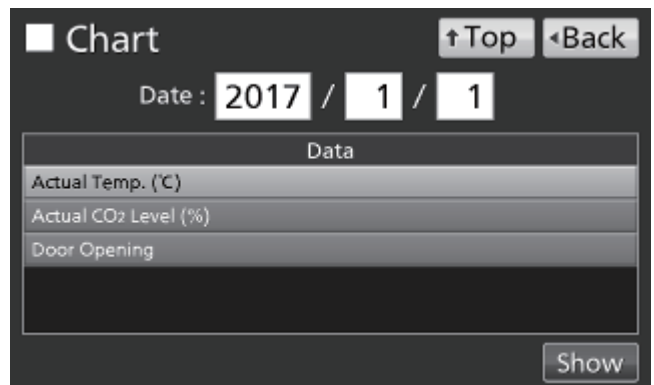 Chart
↑Top
◂Back
Date : 2017 / 1 / 1
Data
Actual Temp. (℃)
Actual CO₂ Level (%)
Door Opening
Show